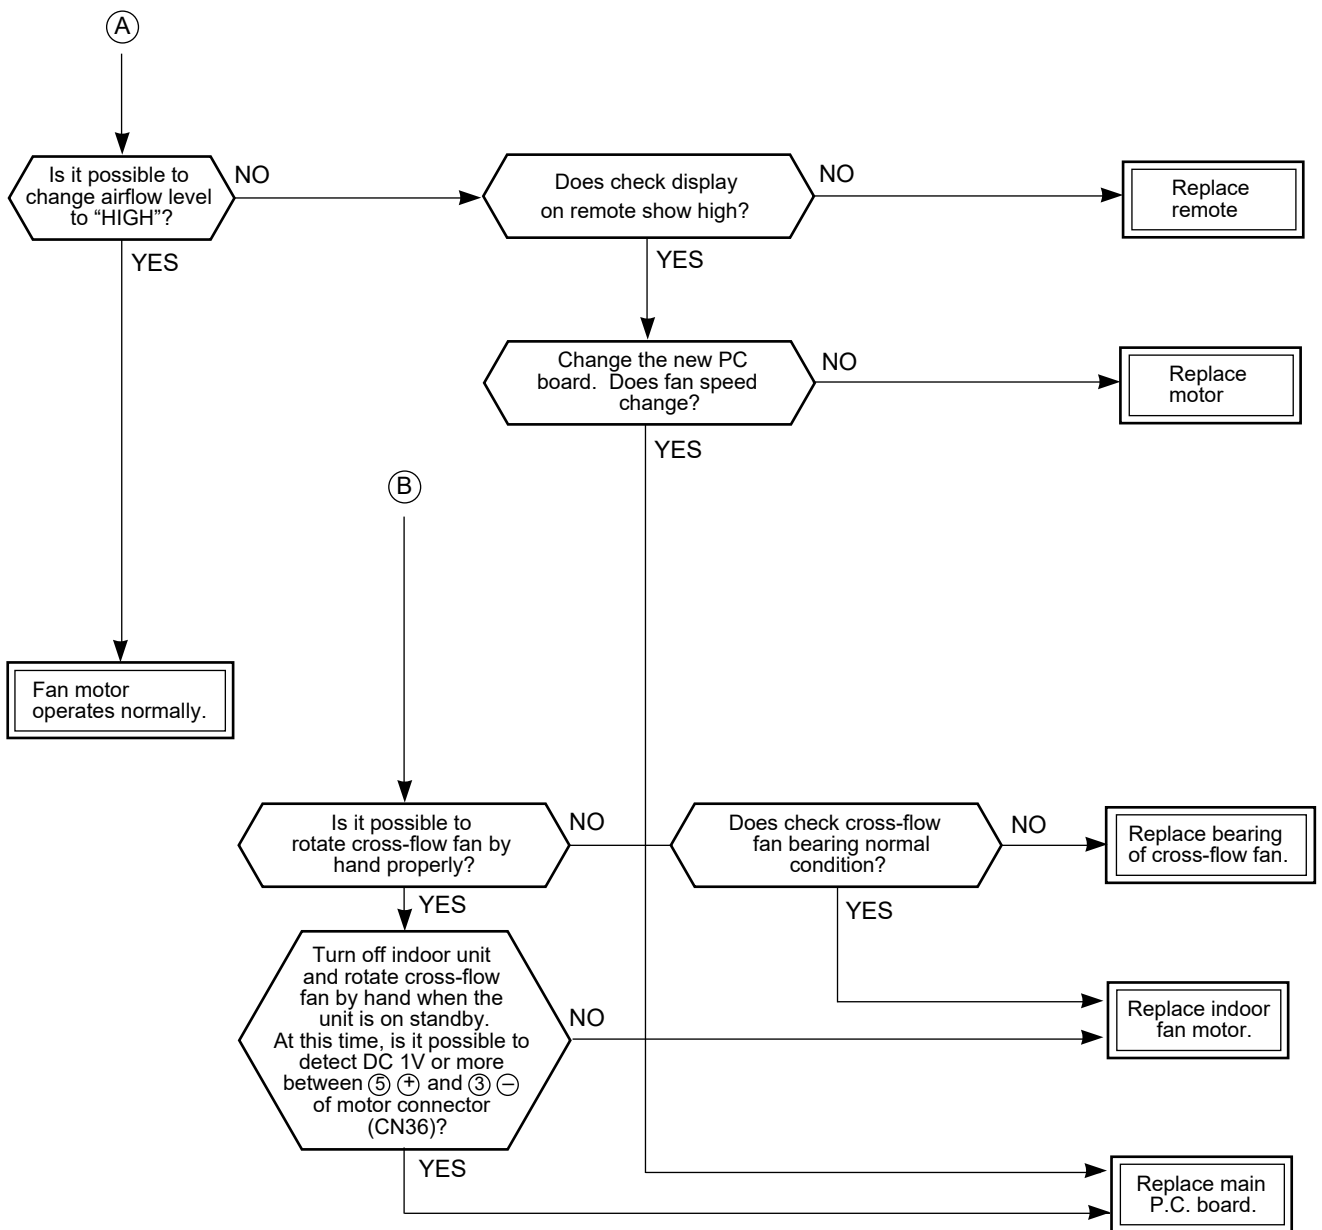 A
Is it possible to
change airflow level
to “HIGH”?
NO
YES
Does check display
on remote show high?
NO
YES
Replace
remote
Change the new PC
board.  Does fan speed
change?
NO
YES
Replace
motor
B
Fan motor
operates normally.
Is it possible to
rotate cross-flow fan by
hand properly?
NO
YES
Does check cross-flow
fan bearing normal
condition?
NO
YES
Replace bearing
of cross-flow fan.
Turn off indoor unit
and rotate cross-flow
fan by hand when the
unit is on standby.
At this time, is it possible to
detect DC 1V or more
between ⑤ ⊕ and ③ ⊖
of motor connector
(CN36)?
NO
YES
Replace indoor
fan motor.
Replace main
P.C. board.